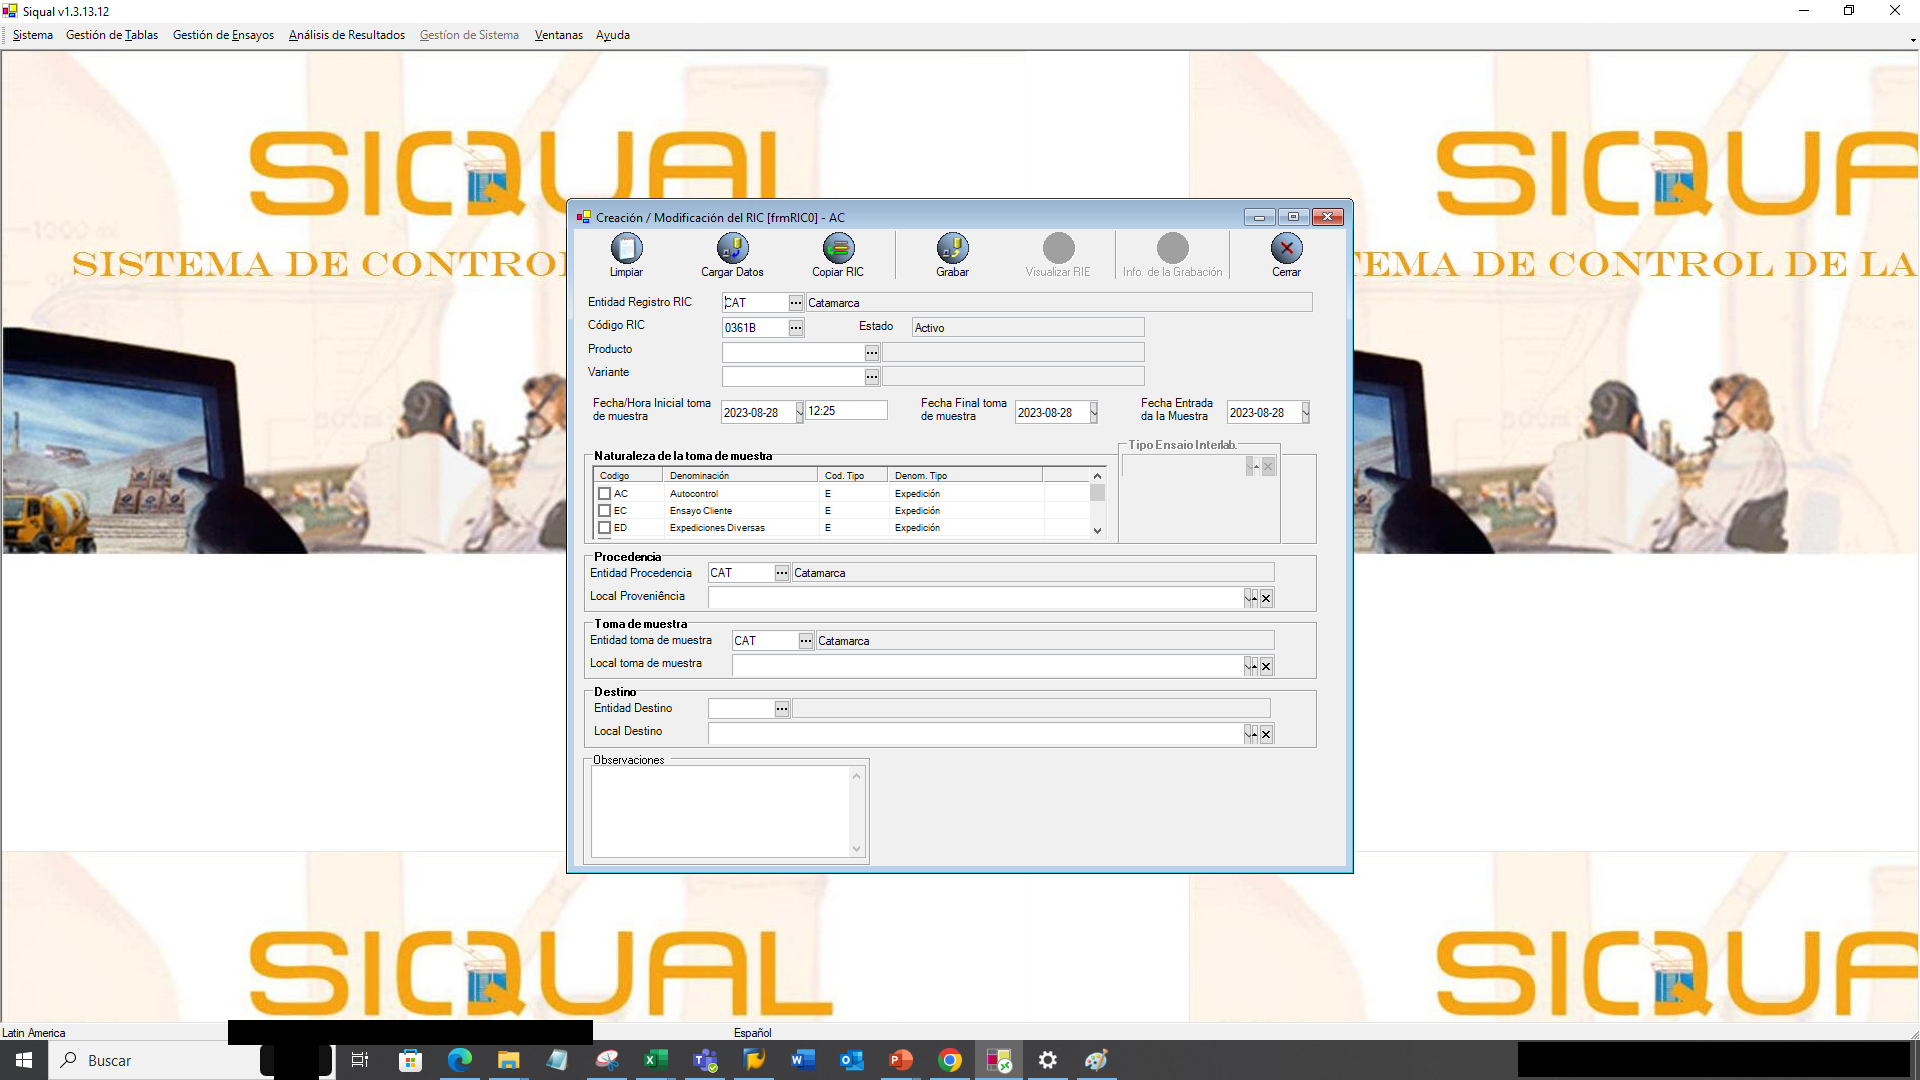 Siqual v1.3.13.12
Sistema Gestión de Tablas Gestión de Ensayos Análisis de Resultados Gestíon de Sistema Ventanas Ayuda
SICQUAL
SICQUA
SISTEMA DE CONTRO
TEMA DE CONTROL DE LA
Creación / Modificación del RIC [frmRIC0] - AC
Limpiar Cargar Datos Copiar RIC Grabar Visualizar RIE Info. de la Grabación Cerrar
Entidad Registro RIC CAT ... Catamarca
Código RIC 0361B ... Estado Activo
Producto ...
Variante ...
Fecha/Hora Inicial toma de muestra 2023-08-28 12:25 Fecha Final toma de muestra 2023-08-28 Fecha Entrada da la Muestra 2023-08-28
Naturaleza de la toma de muestra
Tipo Ensaio Interlab.
Codigo Denominación Cod. Tipo Denom. Tipo
AC Autocontrol E Expedición
EC Ensayo Cliente E Expedición
ED Expediciones Diversas E Expedición
Procedencia
Entidad Procedencia CAT ... Catamarca
Local Proveniência
Toma de muestra
Entidad toma de muestra CAT ... Catamarca
Local toma de muestra
Destino
Entidad Destino ...
Local Destino
Observaciones
SICQUAL
SICQUA
Latin America Español
Buscar